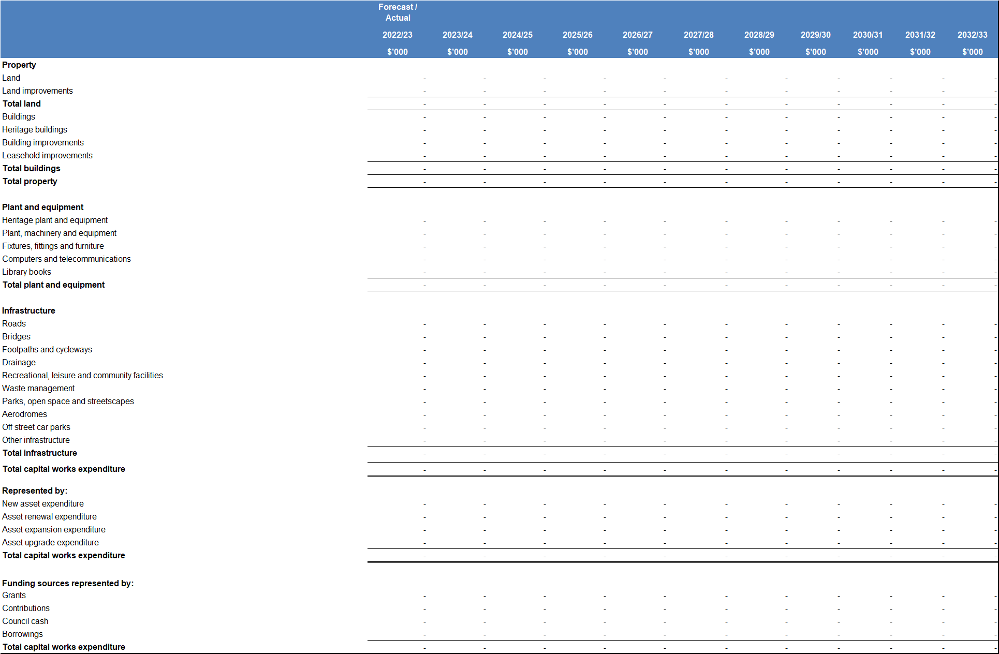 Forecast /
Actual
2022/23 2023/24 2024/25 2025/26 2026/27 2027/28 2028/29 2029/30 2030/31 2031/32 2032/33
$’000 $’000 $’000 $’000 $’000 $’000 $’000 $’000 $’000 $’000 $’000
Property
Land - - - - - - - - - - -
Land improvements - - - - - - - - - - -
Total land - - - - - - - - - - -
Buildings - - - - - - - - - - -
Heritage buildings - - - - - - - - - - -
Building improvements - - - - - - - - - - -
Leasehold improvements - - - - - - - - - - -
Total buildings - - - - - - - - - - -
Total property - - - - - - - - - - -
Plant and equipment
Heritage plant and equipment - - - - - - - - - - -
Plant, machinery and equipment - - - - - - - - - - -
Fixtures, fittings and furniture - - - - - - - - - - -
Computers and telecommunications - - - - - - - - - - -
Library books - - - - - - - - - - -
Total plant and equipment - - - - - - - - - - -
Infrastructure
Roads - - - - - - - - - - -
Bridges - - - - - - - - - - -
Footpaths and cycleways - - - - - - - - - - -
Drainage - - - - - - - - - - -
Recreational, leisure and community facilities - - - - - - - - - - -
Waste management - - - - - - - - - - -
Parks, open space and streetscapes - - - - - - - - - - -
Aerodromes - - - - - - - - - - -
Off street car parks - - - - - - - - - - -
Other infrastructure - - - - - - - - - - -
Total infrastructure - - - - - - - - - - -
Total capital works expenditure - - - - - - - - - - -
Represented by:
New asset expenditure - - - - - - - - - - -
Asset renewal expenditure - - - - - - - - - - -
Asset expansion expenditure - - - - - - - - - - -
Asset upgrade expenditure - - - - - - - - - - -
Total capital works expenditure - - - - - - - - - - -
Funding sources represented by:
Grants - - - - - - - - - - -
Contributions - - - - - - - - - - -
Council cash - - - - - - - - - - -
Borrowings - - - - - - - - - - -
Total capital works expenditure - - - - - - - - - - -